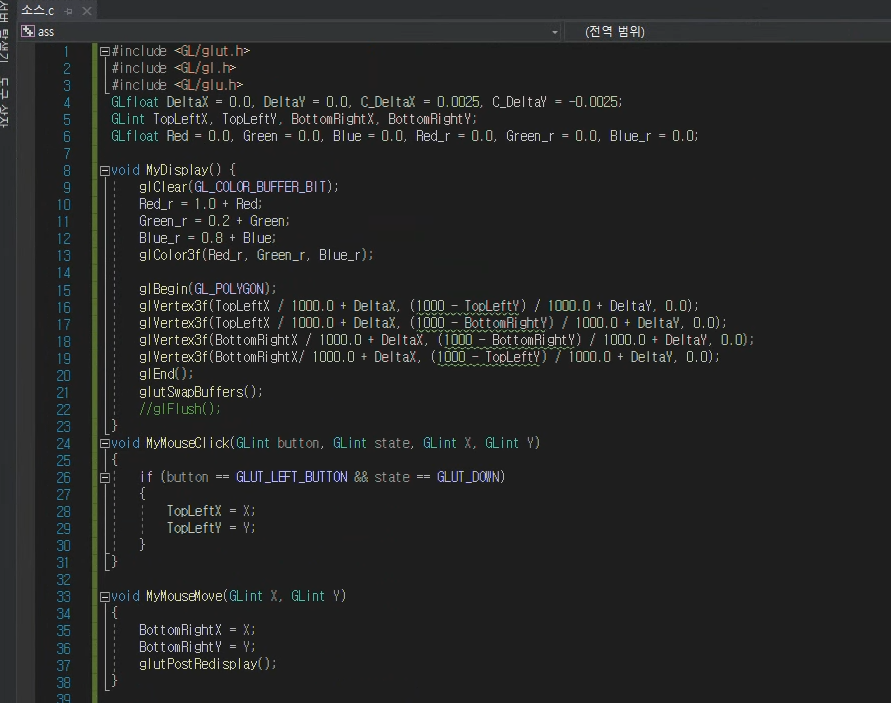 소스.c
ass
(전역 범위)
1 #include <GL/glut.h>
2 #include <GL/gl.h>
3 #include <GL/glu.h>
4 GLfloat DeltaX = 0.0, DeltaY = 0.0, C_DeltaX = 0.0025, C_DeltaY = -0.0025;
5 GLint TopLeftX, TopLeftY, BottomRightX, BottomRightY;
6 GLfloat Red = 0.0, Green = 0.0, Blue = 0.0, Red_r = 0.0, Green_r = 0.0, Blue_r = 0.0;
7
8 void MyDisplay() {
9 glClear(GL_COLOR_BUFFER_BIT);
10 Red_r = 1.0 + Red;
11 Green_r = 0.2 + Green;
12 Blue_r = 0.8 + Blue;
13 glColor3f(Red_r, Green_r, Blue_r);
14
15 glBegin(GL_POLYGON);
16 glVertex3f(TopLeftX / 1000.0 + DeltaX, (1000 - TopLeftY) / 1000.0 + DeltaY, 0.0);
17 glVertex3f(TopLeftX / 1000.0 + DeltaX, (1000 - BottomRightY) / 1000.0 + DeltaY, 0.0);
18 glVertex3f(BottomRightX / 1000.0 + DeltaX, (1000 - BottomRightY) / 1000.0 + DeltaY, 0.0);
19 glVertex3f(BottomRightX/ 1000.0 + DeltaX, (1000 - TopLeftY) / 1000.0 + DeltaY, 0.0);
20 glEnd();
21 glutSwapBuffers();
22 //glFlush();
23 }
24 void MyMouseClick(GLint button, GLint state, GLint X, GLint Y)
25 {
26 if (button == GLUT_LEFT_BUTTON && state == GLUT_DOWN)
27 {
28 TopLeftX = X;
29 TopLeftY = Y;
30 }
31 }
32
33 void MyMouseMove(GLint X, GLint Y)
34 {
35 BottomRightX = X;
36 BottomRightY = Y;
37 glutPostRedisplay();
38 }
39